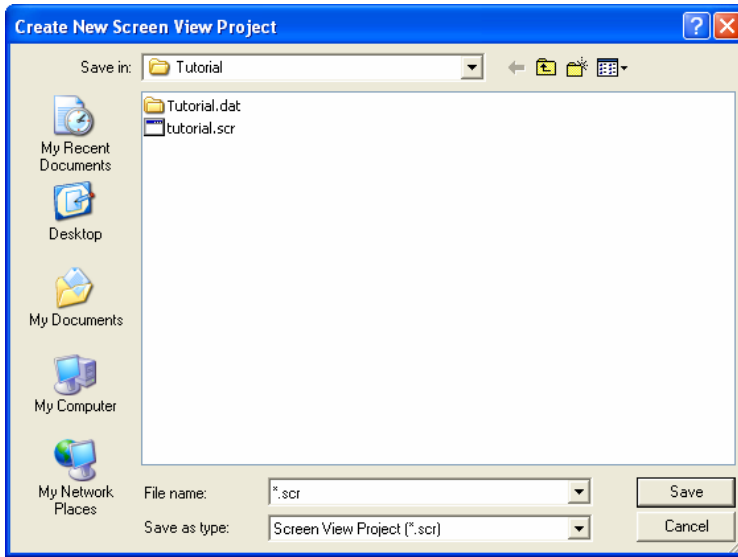 Create New Screen View Project
Save in:
Tutorial
My Recent
Documents
Desktop
My Documents
My Computer
My Network
Places
Tutorial.dat
tutorial.scr
File name:
*.scr
Save
Save as type:
Screen View Project (*.scr)
Cancel